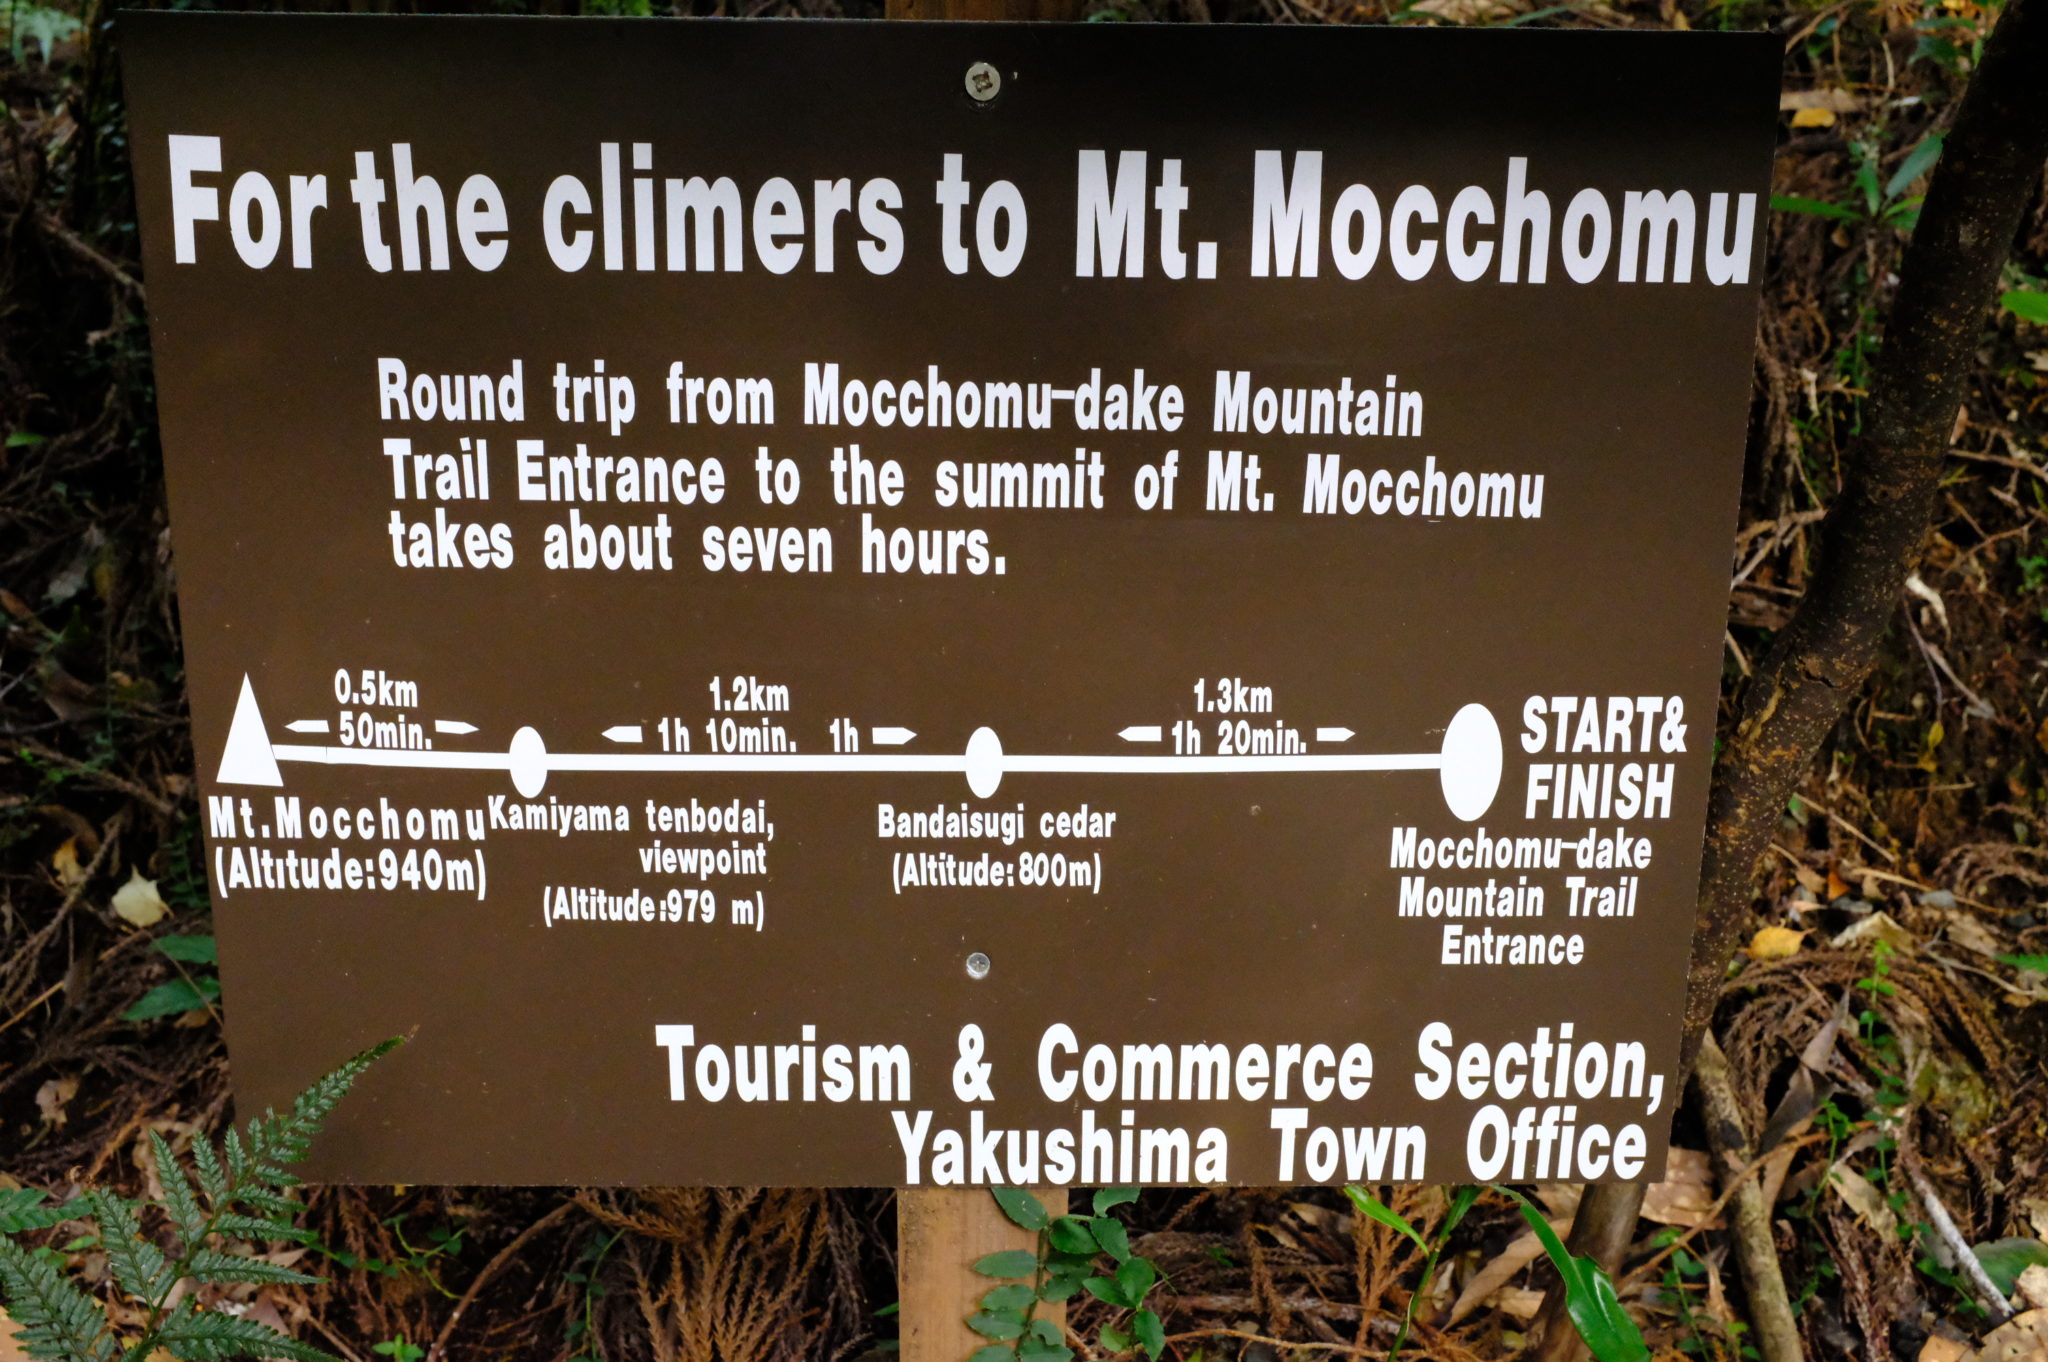 For the climers to Mt. Mocchomu
Round trip from Mocchomu-dake Mountain
Trail Entrance to the summit of Mt. Mocchomu
takes about seven hours.
0.5km
50min.
1.2km
1h 10min. 1h
1.3km
1h 20min.
START&
FINISH
Mt.Mocchomu
(Altitude:940m)
Kamiyama tenbodai,
viewpoint
(Altitude:979 m)
Bandaisugi cedar
(Altitude:800m)
Mocchomu-dake
Mountain Trail
Entrance
Tourism & Commerce Section,
Yakushima Town Office